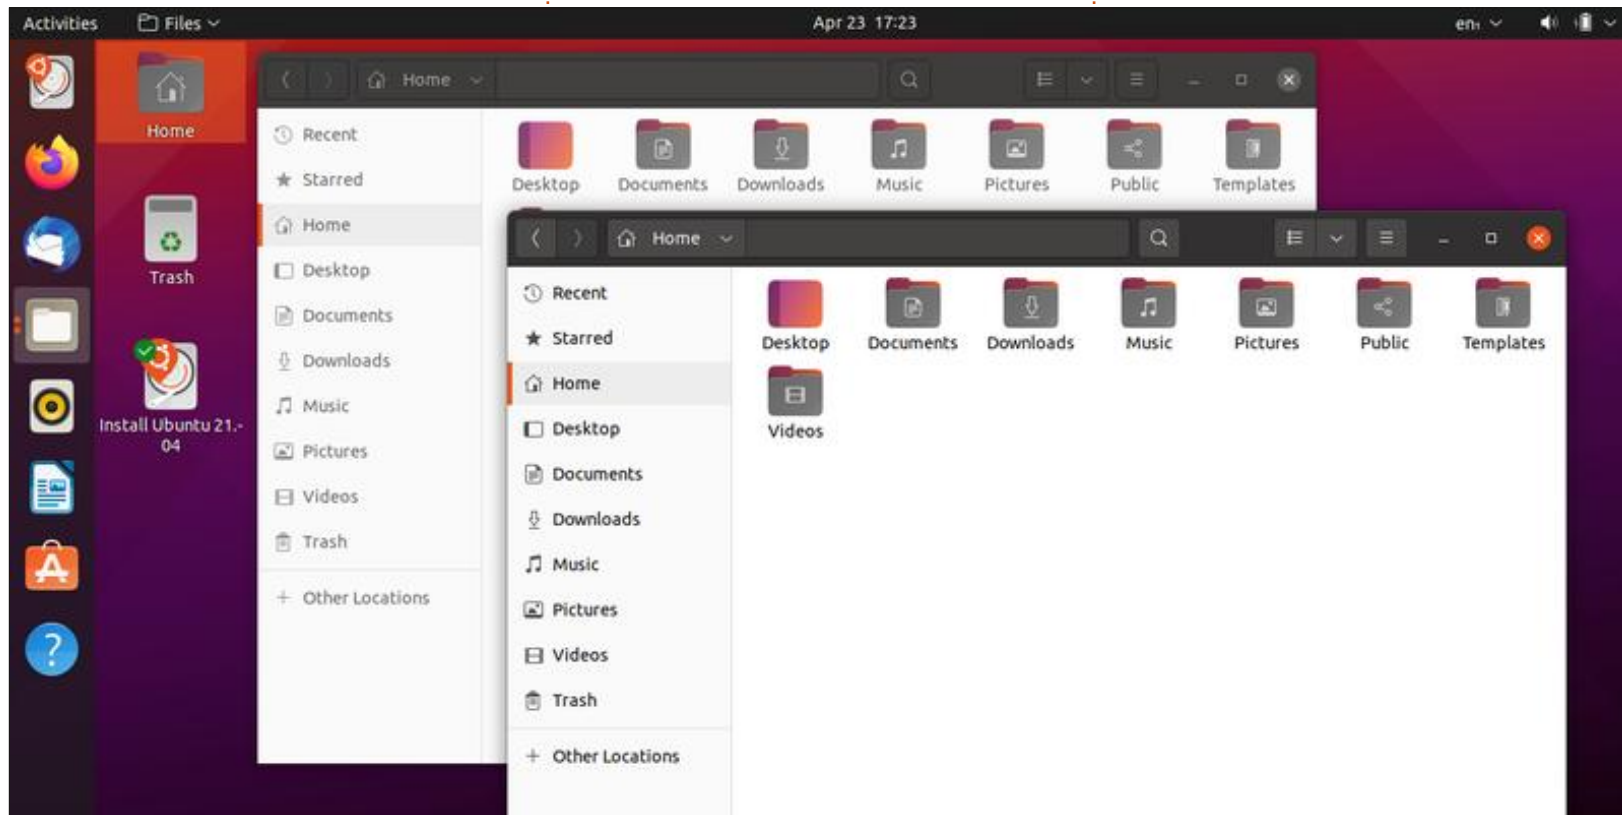 Activities Files Apr 23 17:23 en₁
Home
Trash
Install Ubuntu 21.-
04
Home
Recent
Starred
Home
Desktop
Documents
Downloads
Music
Pictures
Videos
Trash
+ Other Locations
Desktop Documents Downloads Music Pictures Public Templates
Home
Recent
Starred
Home
Desktop
Documents
Downloads
Music
Pictures
Videos
Trash
+ Other Locations
Desktop Documents Downloads Music Pictures Public Templates
Videos